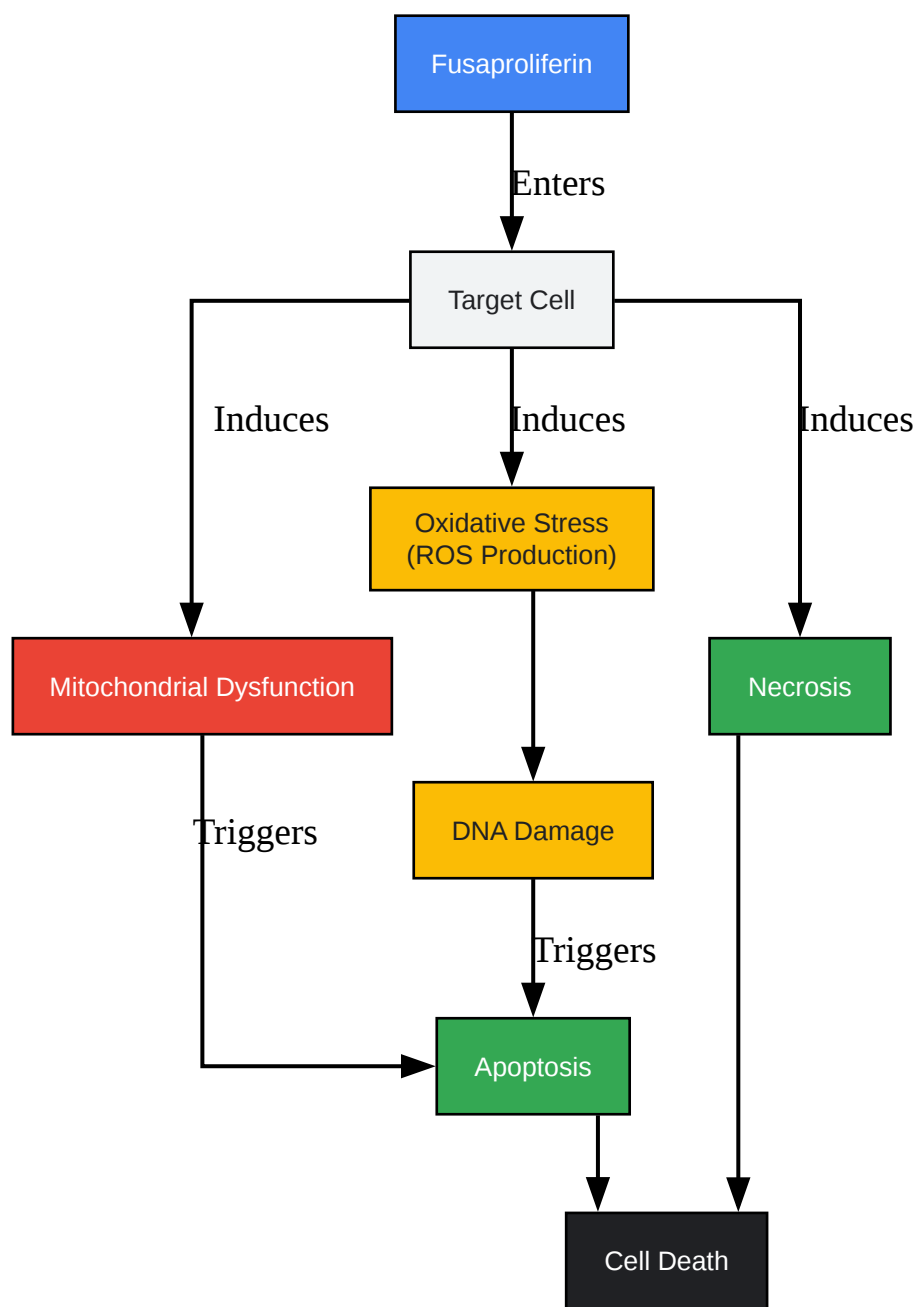 Fusaproliferin
Enters
Target Cell
Induces
Induces
Induces
Oxidative Stress
(ROS Production)
Mitochondrial Dysfunction
Necrosis
Triggers
DNA Damage
Triggers
Apoptosis
Cell Death